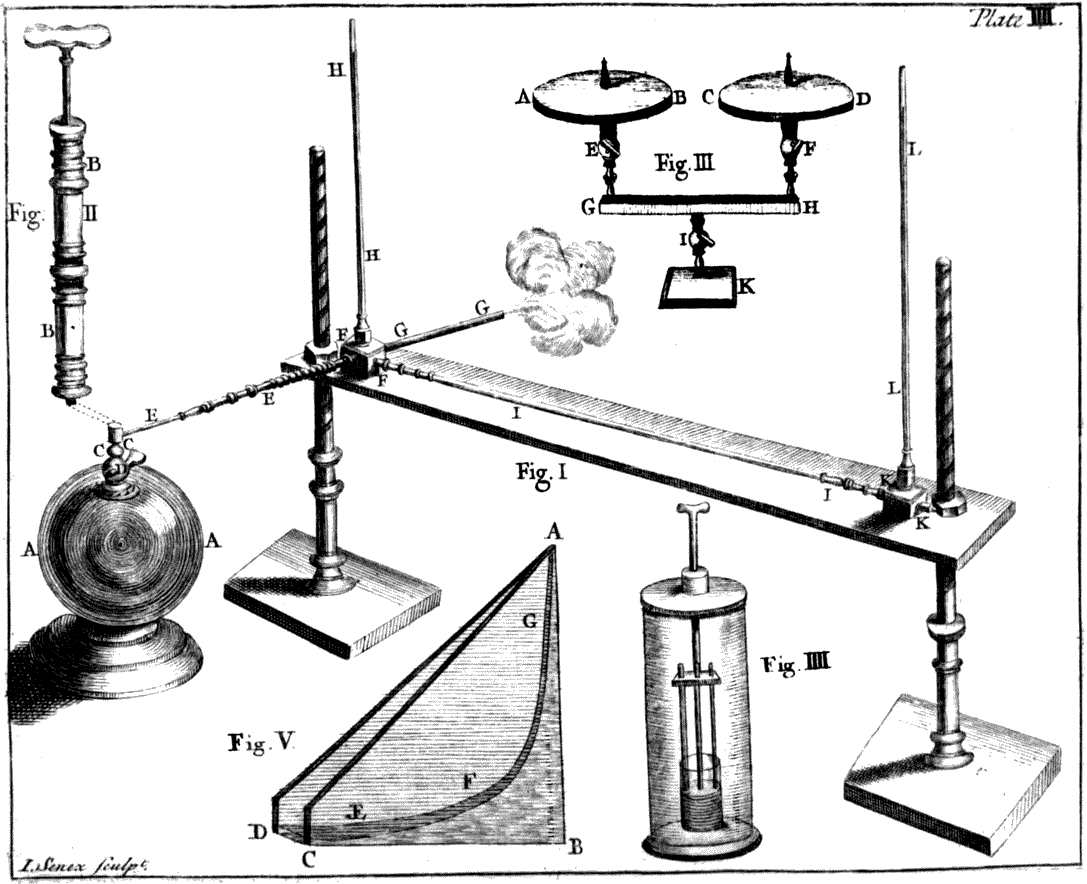 Plate IIII.
H
L
A B C D
B
E F
Fig. III
Fig. II
G H
I
H
K
G
G
B
F
F
L
E
E
I
C C
D
Fig. I
I
K
K
A A
A
G
Fig. IIII
Fig. V.
F
E
D
C
B
I. Senex sculpt.